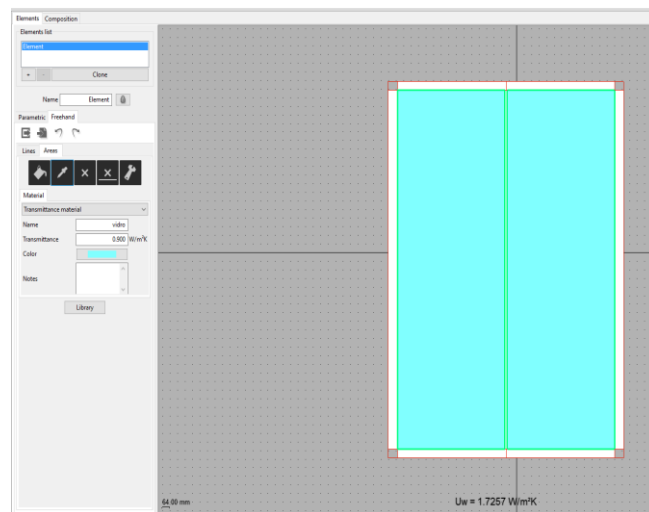 Elements Composition
Elements list
Element
+ - Clone
Name Element
Parametric Freehand
Lines Areas
Material
Transmittance material
Name vidro
Transmittance 0.900 W/m²K
Color
Notes
Library
64.00 mm
Uw = 1.7257 W/m²K